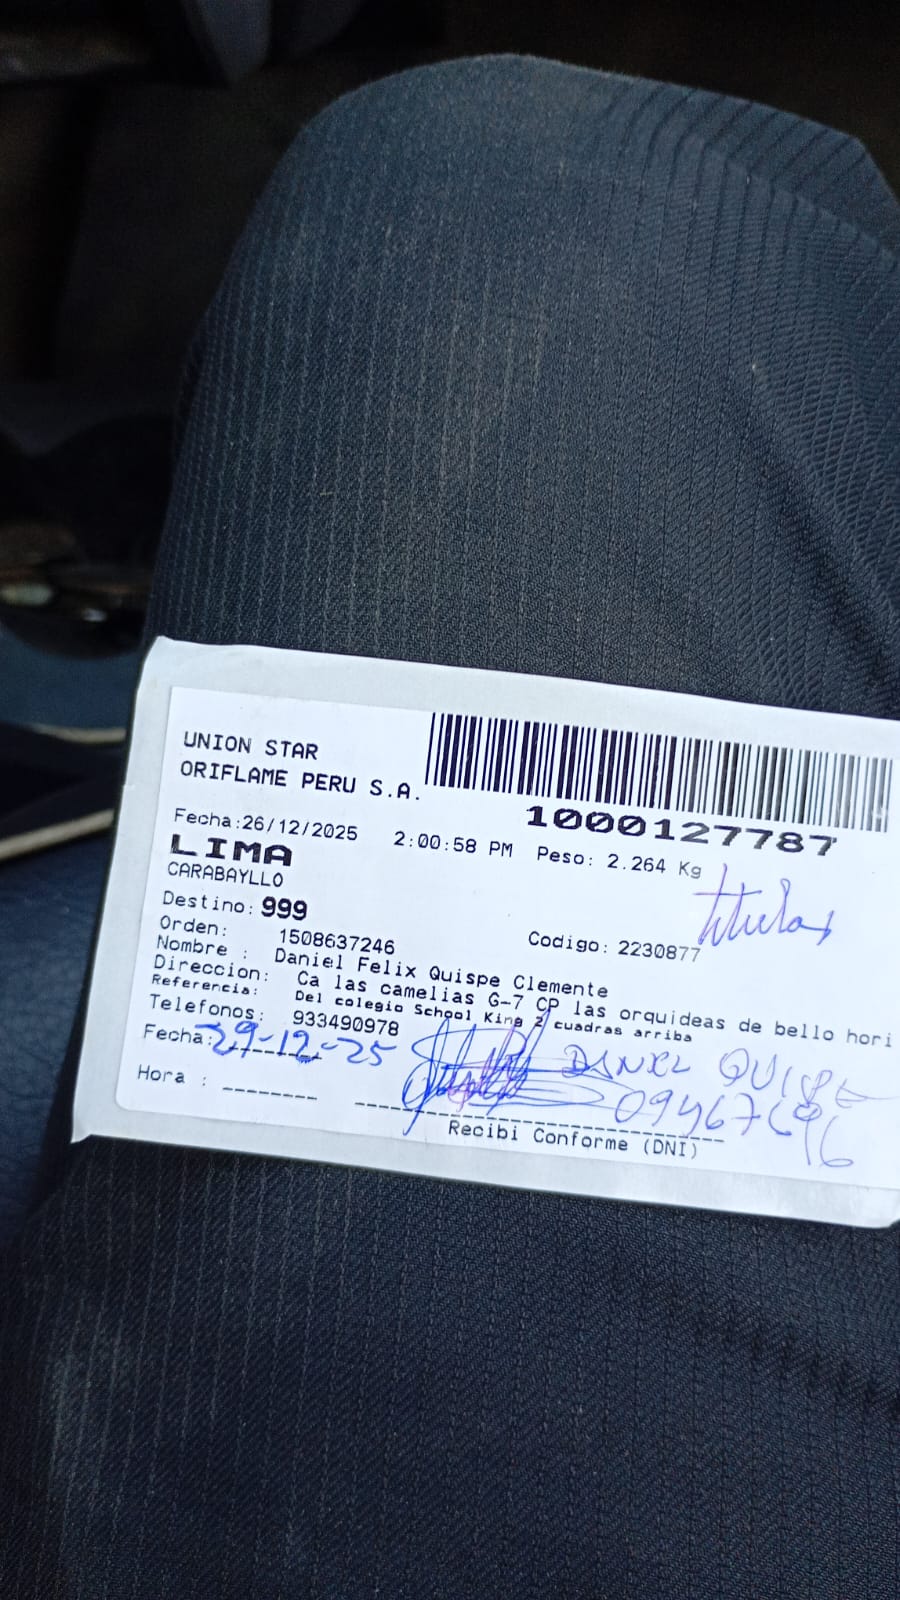 UNION STAR
ORIFLAME PERU S.A.
1000127787
Fecha:26/12/2025 2:00:58 PM Peso: 2.264 Kg
LIMA
CARABAYLLO
Titular
Destino: 999
Orden: 1508637246 Codigo: 2230877
Nombre : Daniel Felix Quispe Clemente
Direccion: Ca las camelias G-7 CP las orquideas de bello hori
Referencia: Del colegio School King 2 cuadras arriba
Telefonos: 933490978
Fecha: 29-12-25 DANIEL QUISPE
Hora :
Recibi Conforme (DNI)